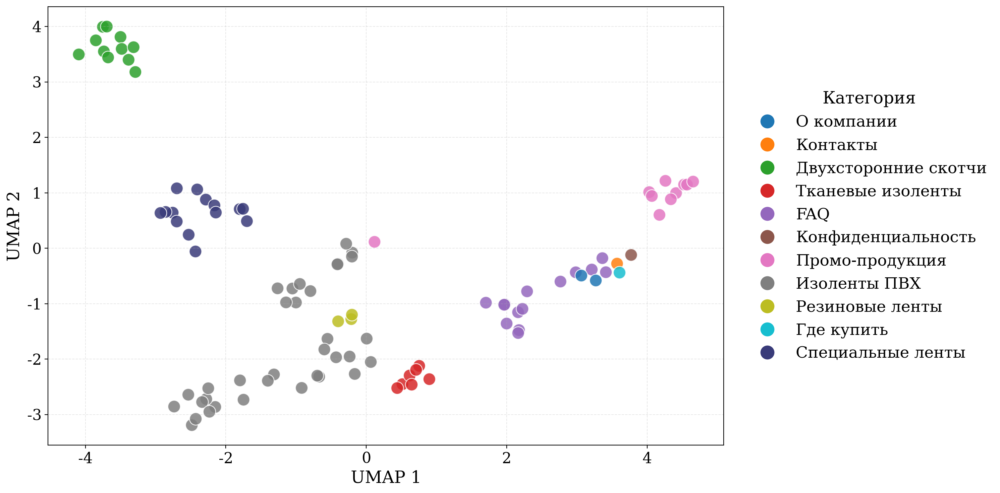 4
3
2
1
0
-1
-2
-3
UMAP 2
-4
-2
0
2
4
UMAP 1
Категория
О компании
Контакты
Двухсторонние скотчи
Тканевые изоленты
FAQ
Конфиденциальность
Промо-продукция
Изоленты ПВХ
Резиновые ленты
Где купить
Специальные ленты